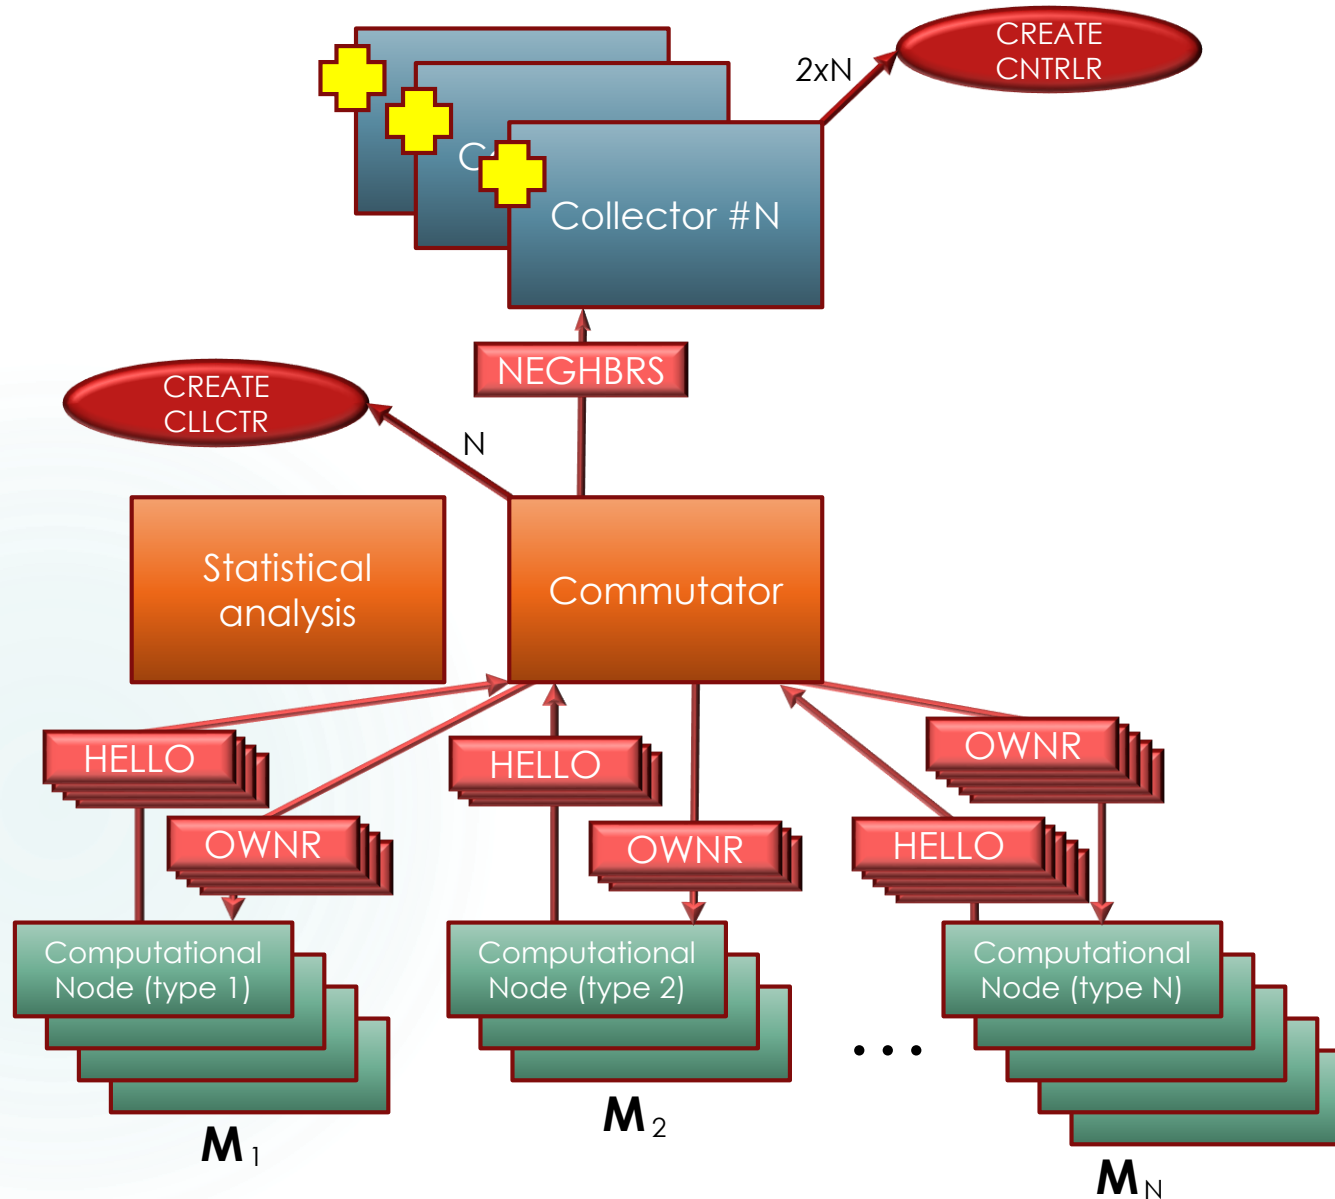 CREATE
CNTRLR
2xN
Collector #N
NEGHBRS
CREATE
CLLCTR
N
Statistical
analysis
Commutator
HELLO
OWNR
HELLO
OWNR
OWNR
HELLO
Computational
Node (type 1)
Computational
Node (type 2)
Computational
Node (type N)
...
M1
M2
MN